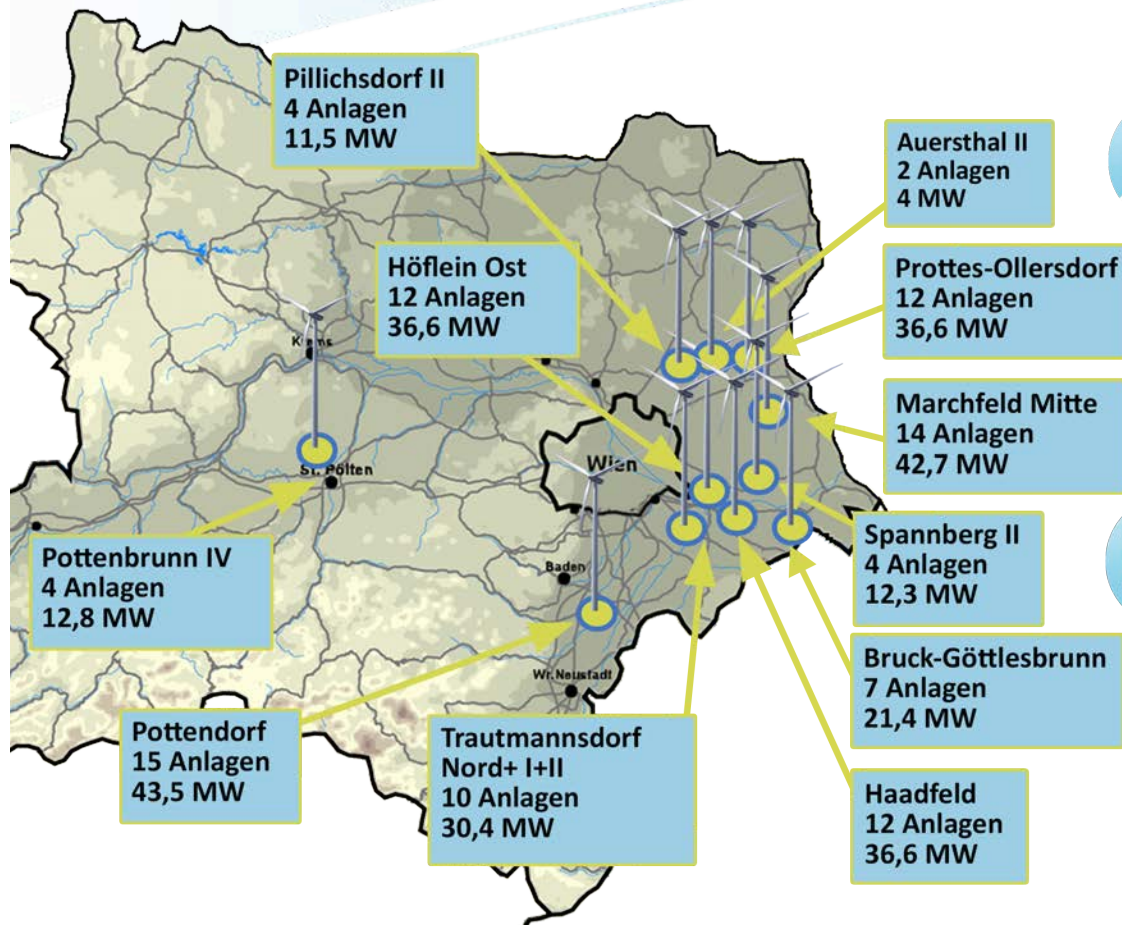 Pillichsdorf II
4 Anlagen
11,5 MW
Auersthal II
2 Anlagen
4 MW
Höflein Ost
12 Anlagen
36,6 MW
Prottes-Ollersdorf
12 Anlagen
36,6 MW
Marchfeld Mitte
14 Anlagen
42,7 MW
Wien
St. Pölten
Spannberg II
4 Anlagen
12,3 MW
Pottenbrunn IV
4 Anlagen
12,8 MW
Baden
Bruck-Göttlesbrunn
7 Anlagen
21,4 MW
Wr. Neustadt
Pottendorf
15 Anlagen
43,5 MW
Trautmannsdorf
Nord+ I+II
10 Anlagen
30,4 MW
Haadfeld
12 Anlagen
36,6 MW